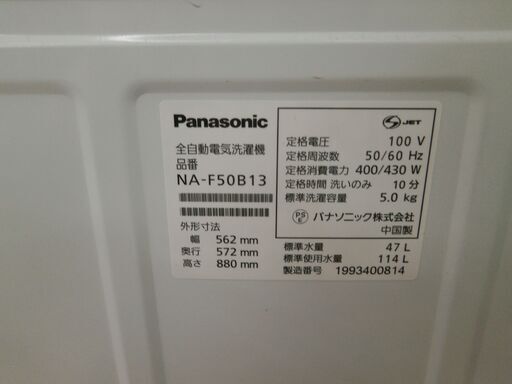 Panasonic
全自動電気洗濯機
品番
NA-F50B13
外形寸法
幅 562 mm
奥行 572 mm
高さ 880 mm
JET
定格電圧 100 V
定格周波数 50/60 Hz
定格消費電力 400/430 W
定格時間 洗いのみ 10分
標準洗濯容量 5.0 kg
PSE パナソニック株式会社
中国製
標準水量 47 L
標準使用水量 114 L
製造番号 1993400814